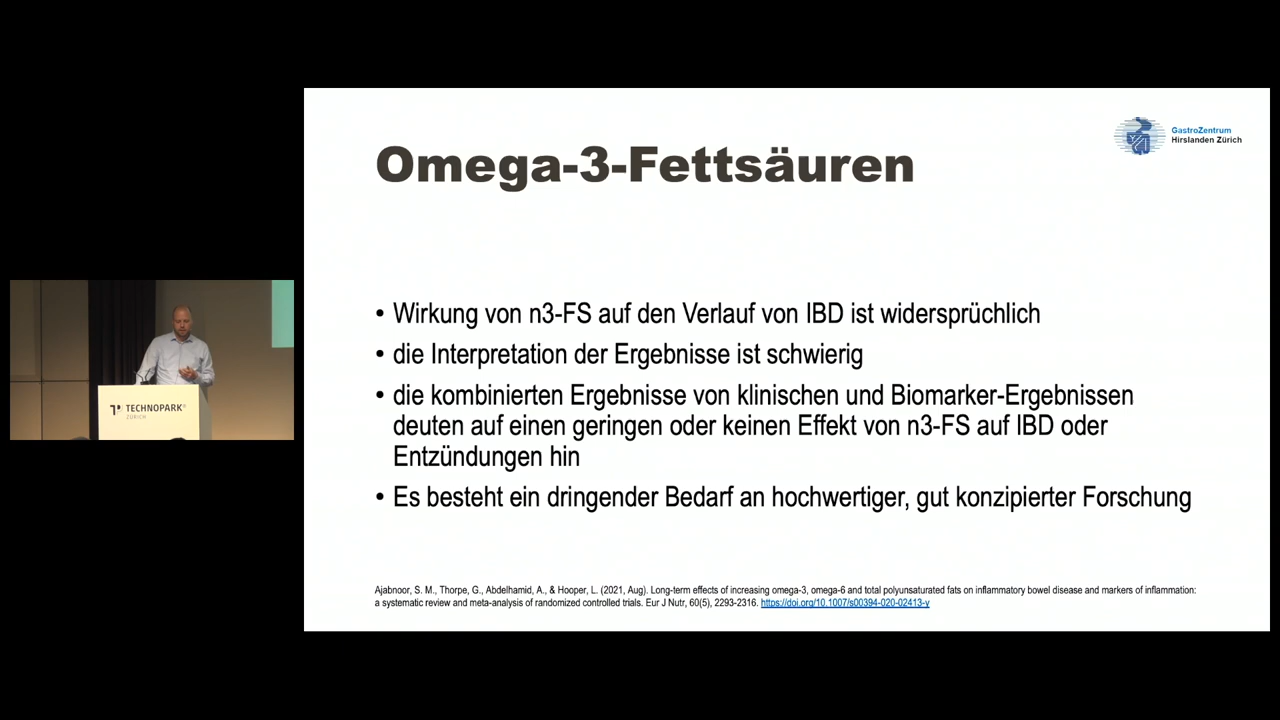 GastroZentrum
Hirslanden Zürich
Omega-3-Fettsäuren
• Wirkung von n3-FS auf den Verlauf von IBD ist widersprüchlich
• die Interpretation der Ergebnisse ist schwierig
• die kombinierten Ergebnisse von klinischen und Biomarker-Ergebnissen
deuten auf einen geringen oder keinen Effekt von n3-FS auf IBD oder
Entzündungen hin
• Es besteht ein dringender Bedarf an hochwertiger, gut konzipierter Forschung
TECHNOPARK®
ZÜRICH
Ajabnoor, S. M., Thorpe, G., Abdelhamid, A., & Hooper, L. (2021, Aug). Long-term effects of increasing omega-3, omega-6 and total polyunsaturated fats on inflammatory bowel disease and markers of inflammation:
a systematic review and meta-analysis of randomized controlled trials. Eur J Nutr, 60(5), 2293-2316. https://doi.org/10.1007/s00394-020-02413-y